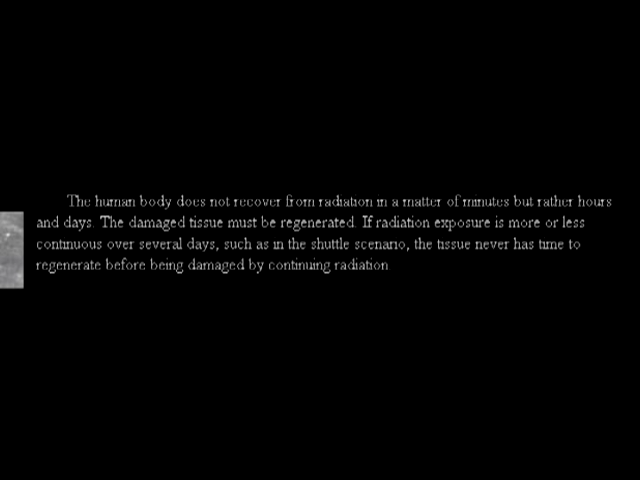 The human body does not recover from radiation in a matter of minutes but rather hours
and days. The damaged tissue must be regenerated. If radiation exposure is more or less
continuous over several days, such as in the shuttle scenario, the tissue never has time to
regenerate before being damaged by continuing radiation